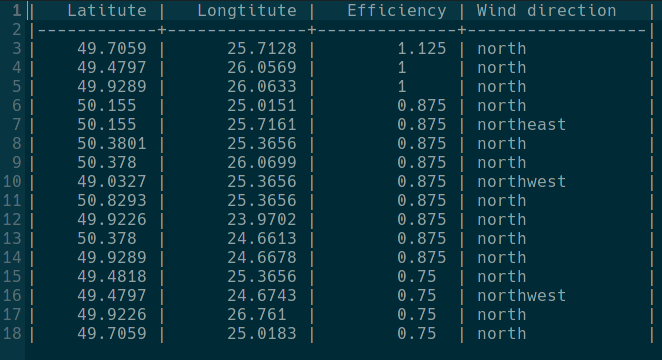 1| Latitute | Longtitute | Efficiency | Wind direction |
2|------------+--------------+--------------+------------------|
3| 49.7059 | 25.7128 | 1.125 | north |
4| 49.4797 | 26.0569 | 1 | north |
5| 49.9289 | 26.0633 | 1 | north |
6| 50.155 | 25.0151 | 0.875 | north |
7| 50.155 | 25.7161 | 0.875 | northeast |
8| 50.3801 | 25.3656 | 0.875 | north |
9| 50.378 | 26.0699 | 0.875 | north |
10| 49.0327 | 25.3656 | 0.875 | northwest |
11| 50.8293 | 25.3656 | 0.875 | north |
12| 49.9226 | 23.9702 | 0.875 | north |
13| 50.378 | 24.6613 | 0.875 | north |
14| 49.9289 | 24.6678 | 0.875 | north |
15| 49.4818 | 25.3656 | 0.75 | north |
16| 49.4797 | 24.6743 | 0.75 | northwest |
17| 49.9226 | 26.761 | 0.75 | north |
18| 49.7059 | 25.0183 | 0.75 | north |